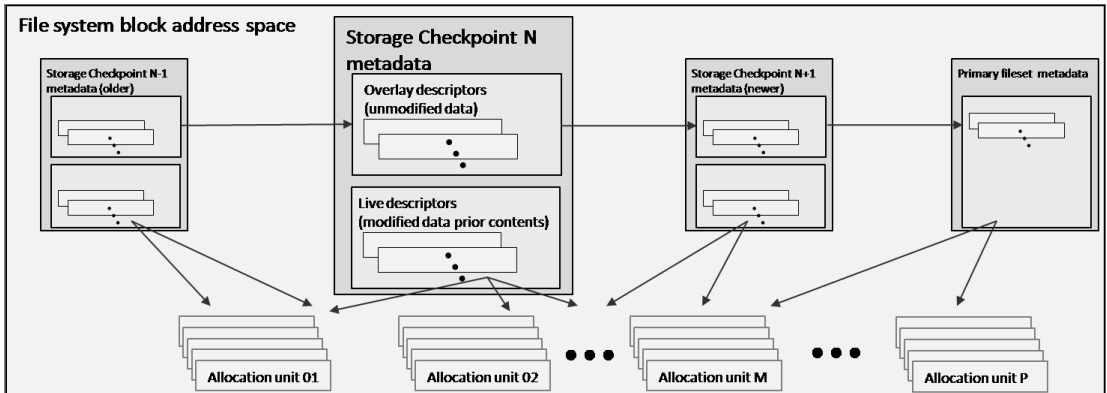 File system block address space
Storage Checkpoint N-1
metadata (older)
Storage Checkpoint N
metadata
Overlay descriptors
(unmodified data)
Live descriptors
(modified data prior contents)
Storage Checkpoint N+1
metadata (newer)
Primary fileset metadata
Allocation unit 01
Allocation unit 02
Allocation unit M
Allocation unit P